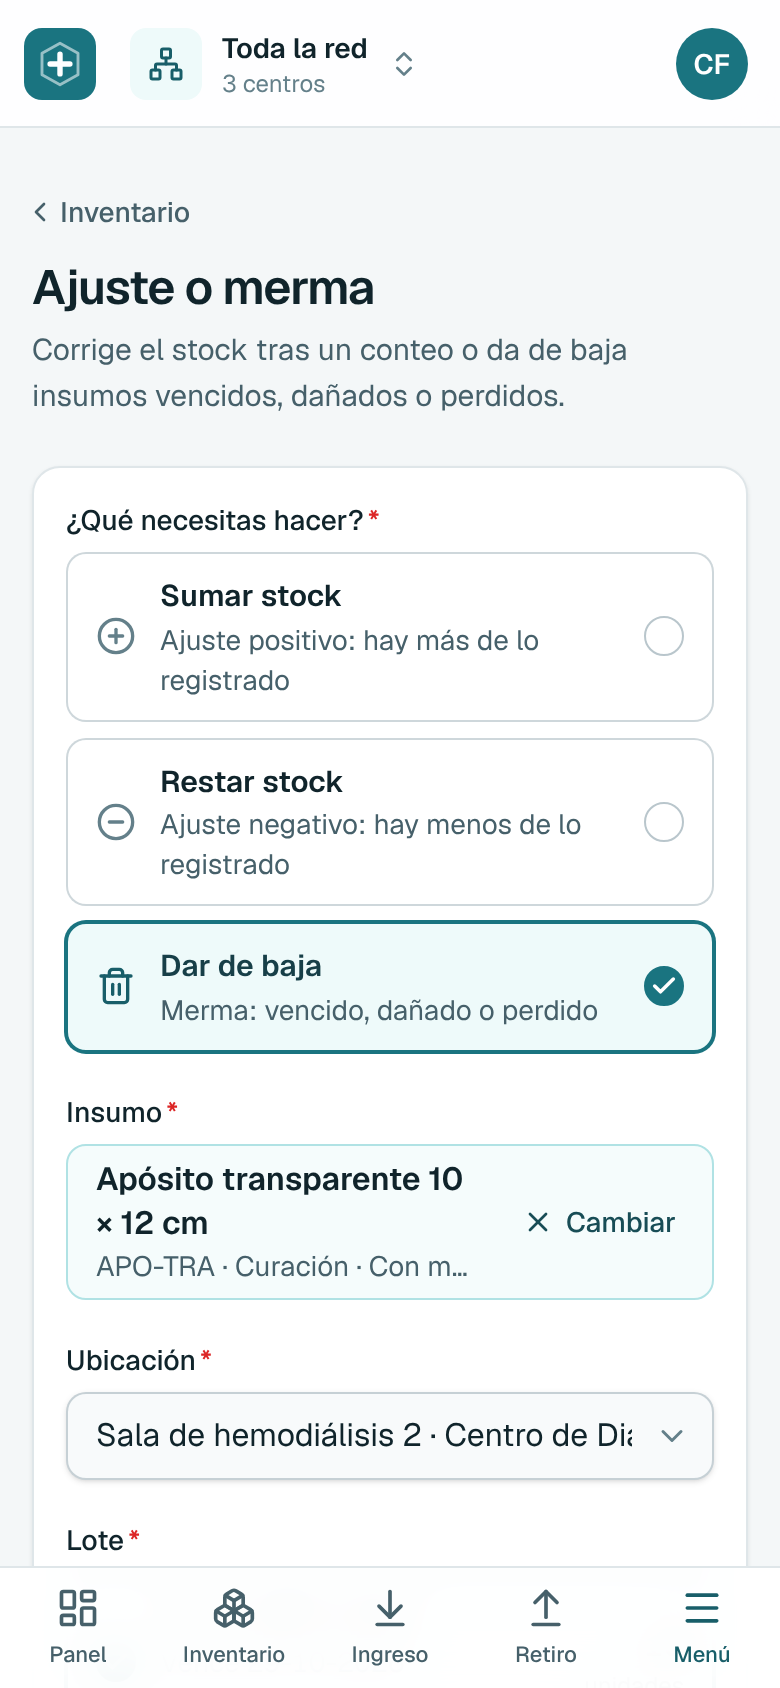 Toda la red
3 centros
CF
Inventario
Ajuste o merma
Corrige el stock tras un conteo o da de baja
insumos vencidos, dañados o perdidos.
¿Qué necesitas hacer? *
Sumar stock
Ajuste positivo: hay más de lo
registrado
Restar stock
Ajuste negativo: hay menos de lo
registrado
Dar de baja
Merma: vencido, dañado o perdido
Insumo *
Apósito transparente 10
× 12 cm
Cambiar
APO-TRA · Curación · Con m...
Ubicación *
Sala de hemodiálisis 2 · Centro de
Lote *
Panel
Inventario
Ingreso
Retiro
Menú